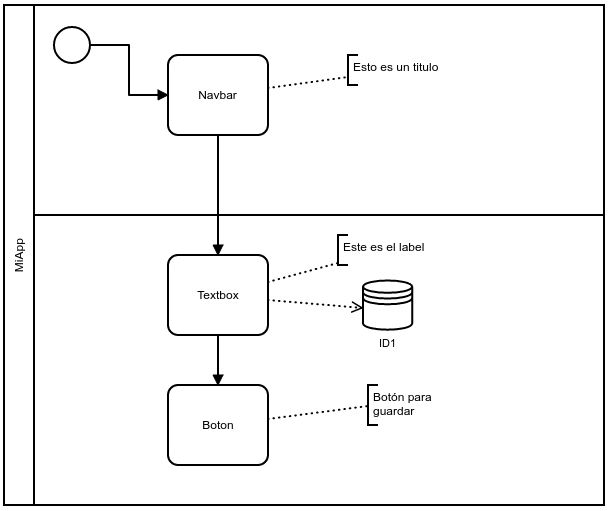 MiApp
Navbar
Esto es un titulo
Textbox
Este es el label
ID1
Boton
Botón para
guardar